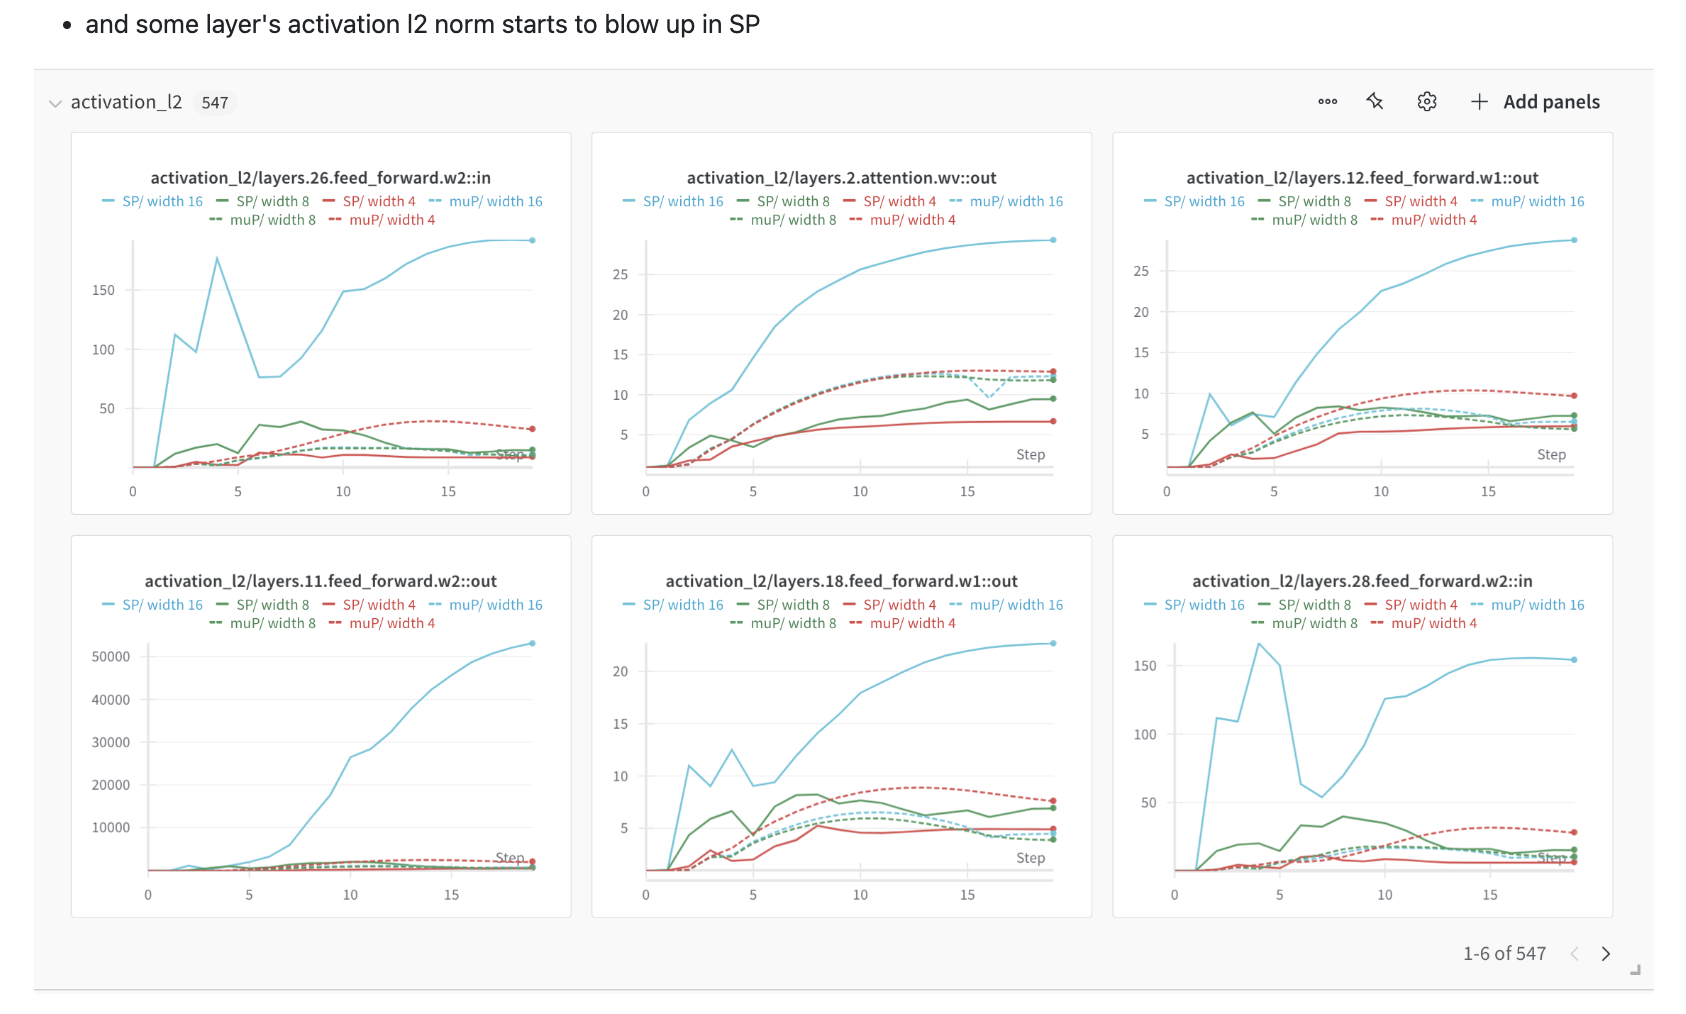 • and some layer's activation l2 norm starts to blow up in SP
activation_l2 547
Add panels
activation_l2/layers.26.feed_forward.w2::in
SP/ width 16 SP/ width 8 SP/ width 4 muP/ width 16
muP/ width 8 muP/ width 4
150
100
50
Step
0 5 10 15
activation_l2/layers.2.attention.wv::out
SP/ width 16 SP/ width 8 SP/ width 4 muP/ width 16
muP/ width 8 muP/ width 4
25
20
15
10
5
Step
0 5 10 15
activation_l2/layers.12.feed_forward.w1::out
SP/ width 16 SP/ width 8 SP/ width 4 muP/ width 16
muP/ width 8 muP/ width 4
25
20
15
10
5
Step
0 5 10 15
activation_l2/layers.11.feed_forward.w2::out
SP/ width 16 SP/ width 8 SP/ width 4 muP/ width 16
muP/ width 8 muP/ width 4
50000
40000
30000
20000
10000
Step
0 5 10 15
activation_l2/layers.18.feed_forward.w1::out
SP/ width 16 SP/ width 8 SP/ width 4 muP/ width 16
muP/ width 8 muP/ width 4
20
15
10
5
Step
0 5 10 15
activation_l2/layers.28.feed_forward.w2::in
SP/ width 16 SP/ width 8 SP/ width 4 muP/ width 16
muP/ width 8 muP/ width 4
150
100
50
Step
0 5 10 15
1-6 of 547